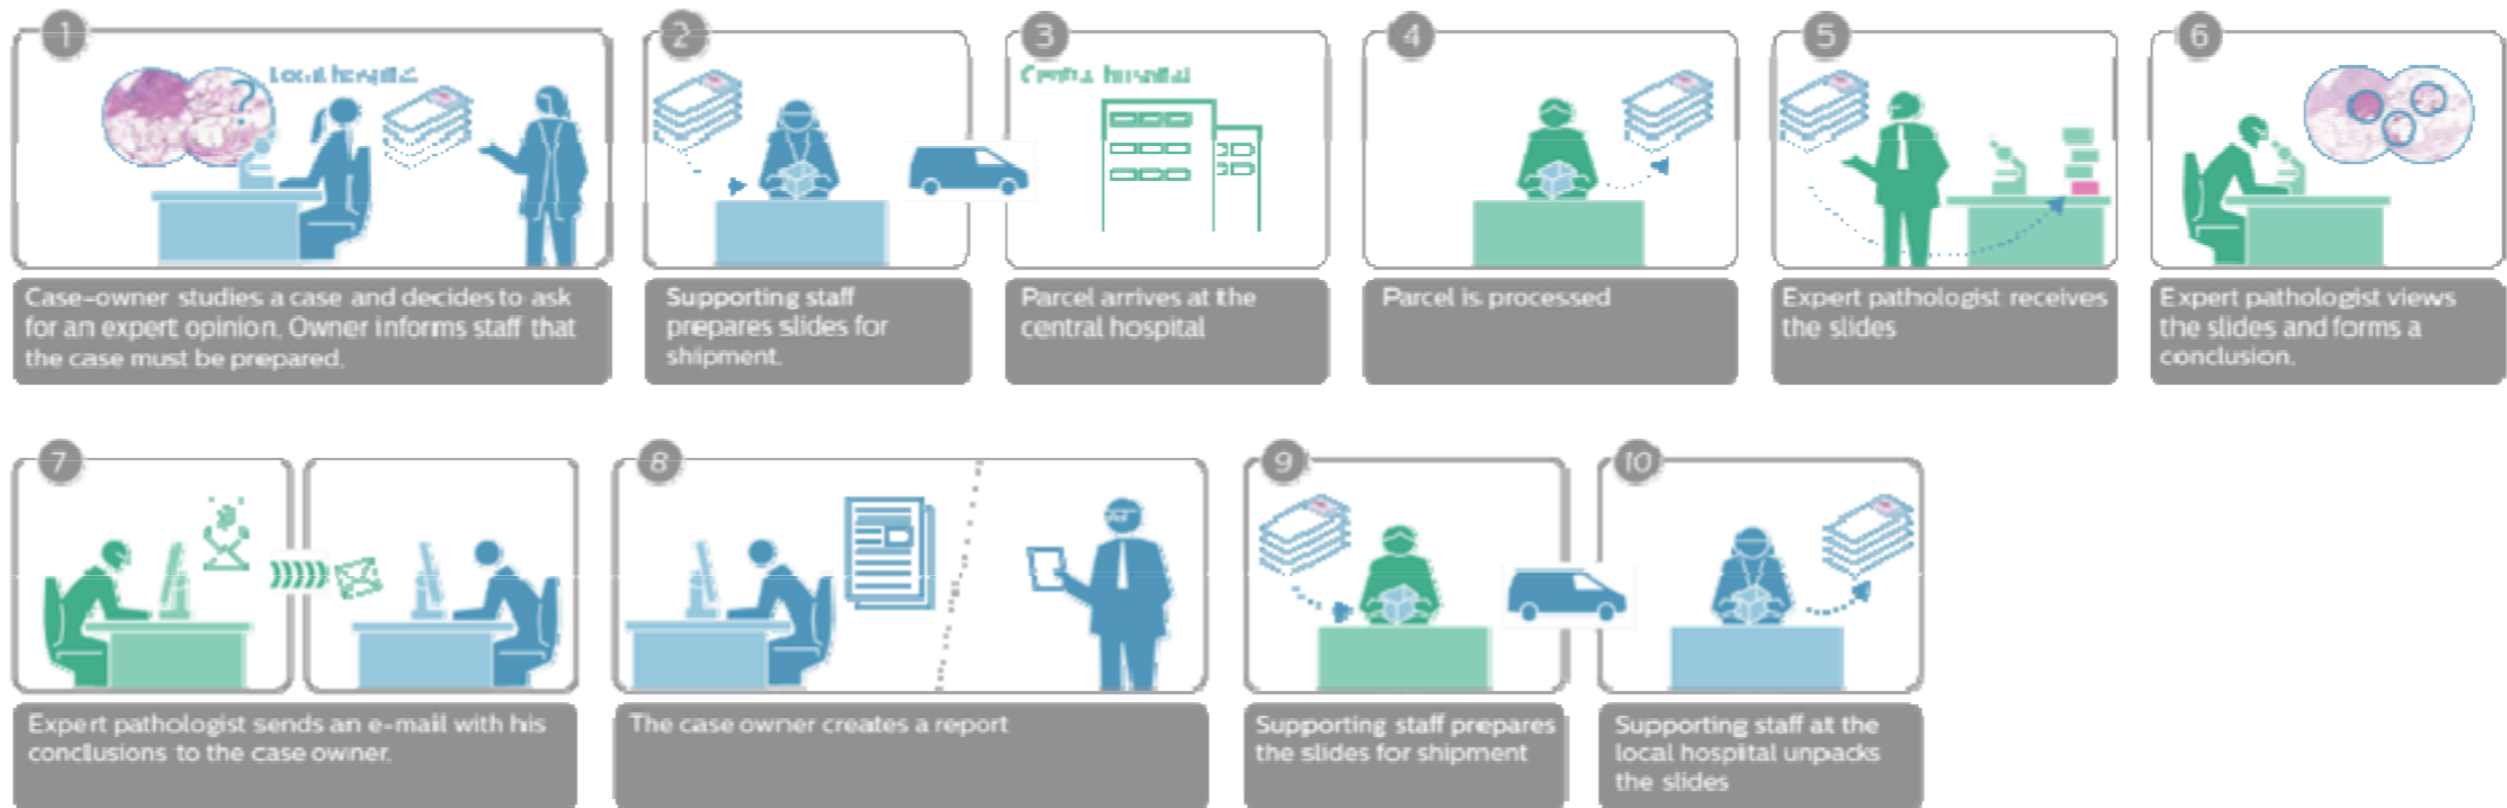 1
Local hospital
Case-owner studies a case and decides to ask
for an expert opinion. Owner informs staff that
the case must be prepared.
2
Supporting staff
prepares slides for
shipment.
3
Central hospital
Parcel arrives at the
central hospital
4
Parcel is processed
5
Expert pathologist receives
the slides
6
Expert pathologist views
the slides and forms a
conclusion.
7
Expert pathologist sends an e-mail with his
conclusions to the case owner.
8
The case owner creates a report
9
Supporting staff prepares
the slides for shipment
10
Supporting staff at the
local hospital unpacks
the slides